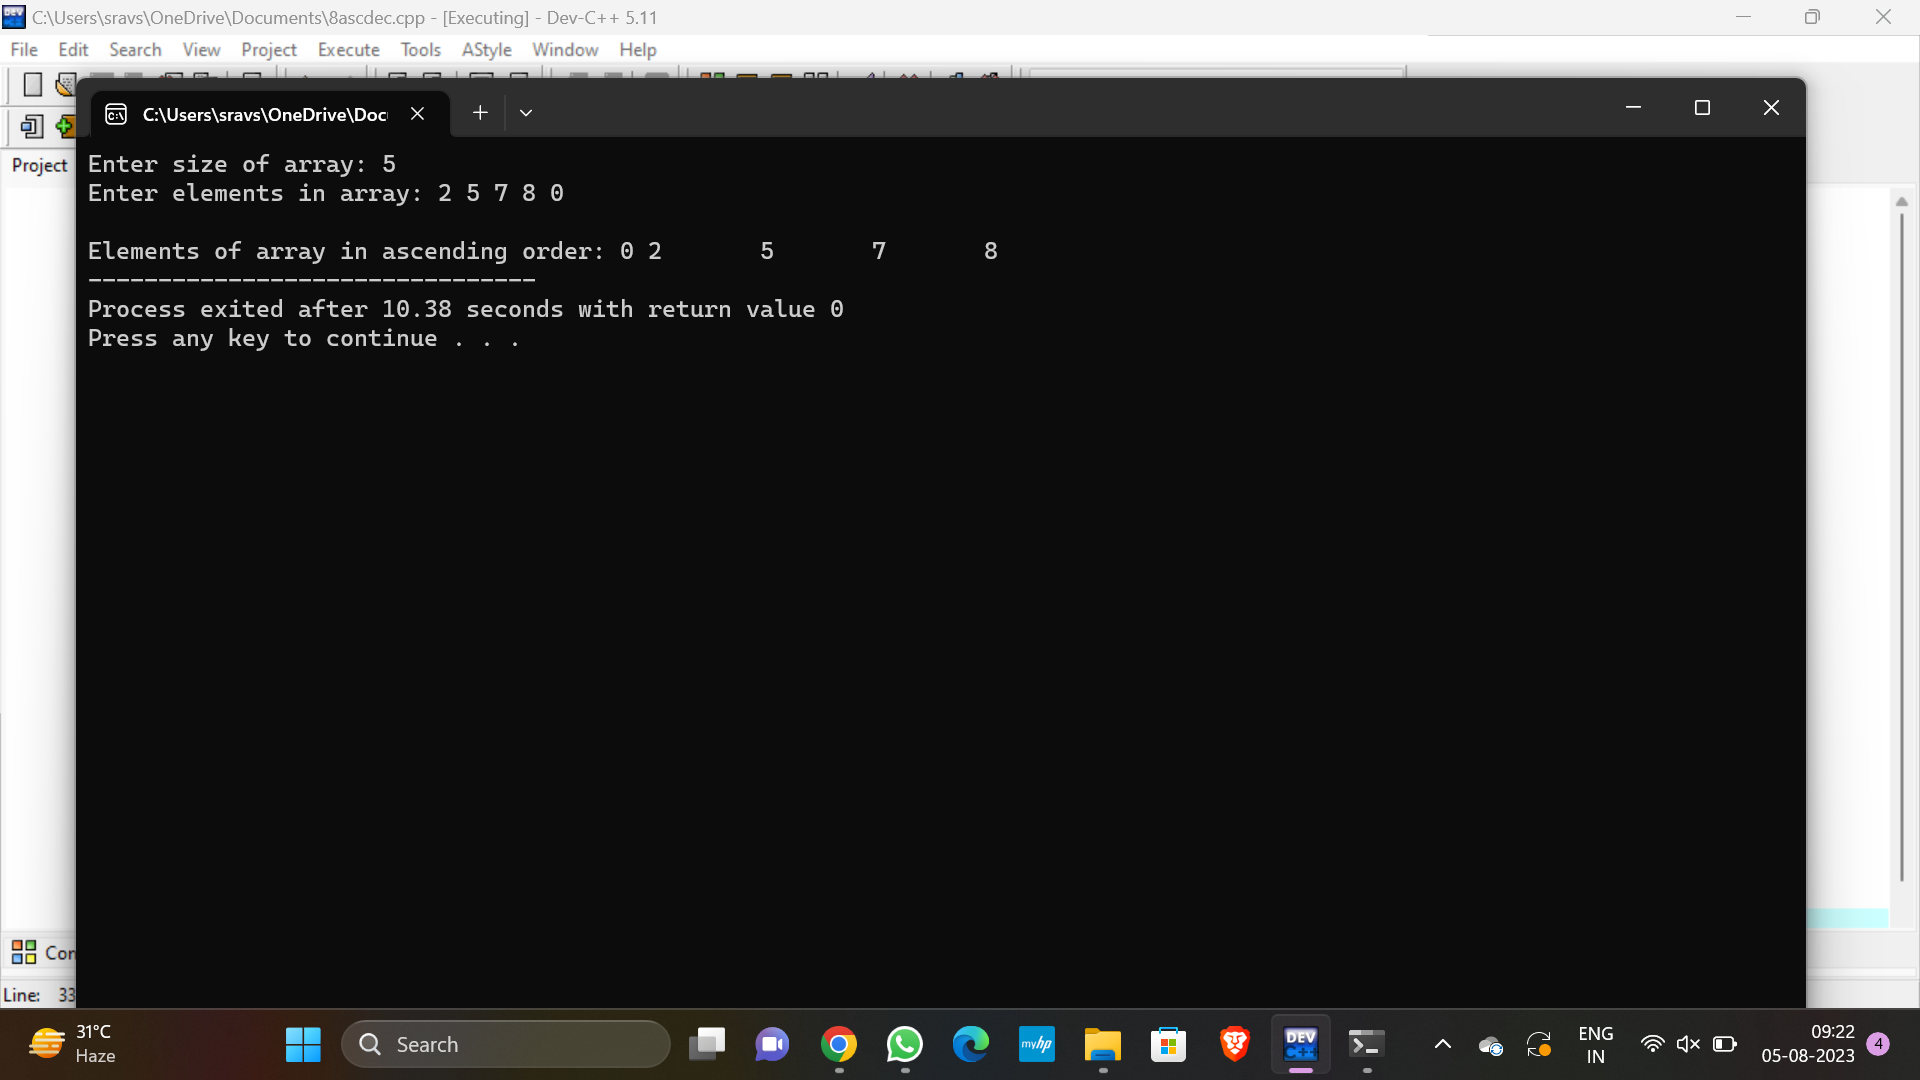 C:\Users\sravs\OneDrive\Documents\8ascdec.cpp - [Executing] - Dev-C++ 5.11
File Edit Search View Project Execute Tools AStyle Window Help
C:\Users\sravs\OneDrive\Doc
Project
Enter size of array: 5
Enter elements in array: 2 5 7 8 0
Elements of array in ascending order: 0 2 5 7 8
--------------------------------
Process exited after 10.38 seconds with return value 0
Press any key to continue . . .
Line: 33
31°C
Haze
Search
myhp
DEV
C++
ENG
IN
09:22
05-08-2023
4